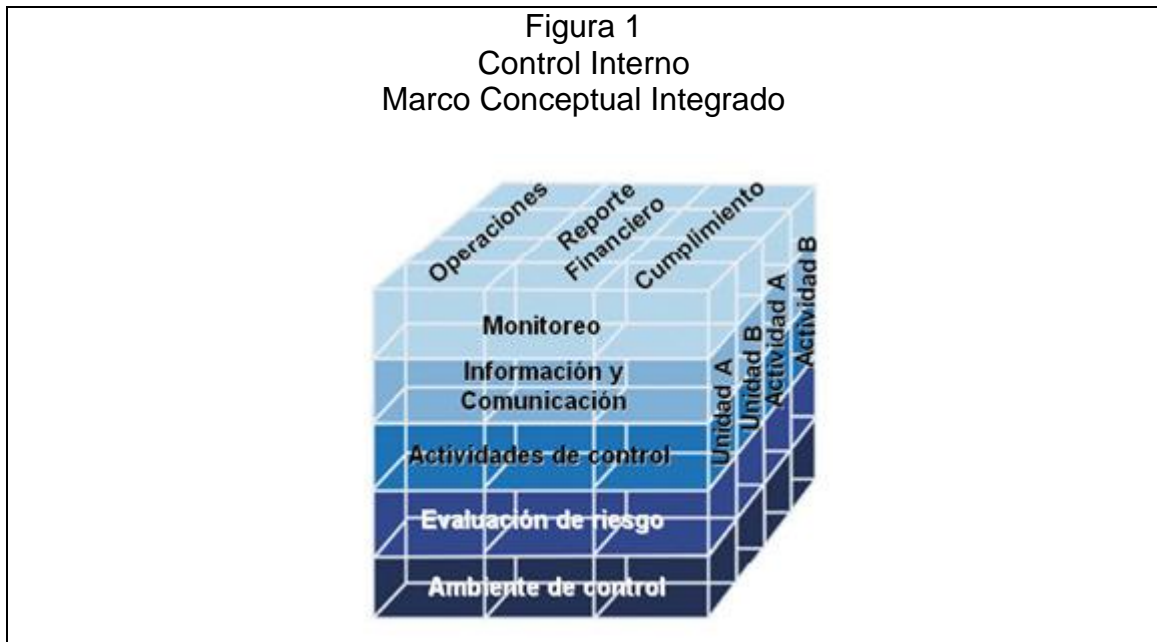 Figura 1
Control Interno
Marco Conceptual Integrado
Operaciones
Reporte
Financiero
Cumplimiento
Monitoreo
Información y
Comunicación
Actividades de control
Evaluación de riesgo
Ambiente de control
Unidad A
Unidad B
Actividad A
Actividad B